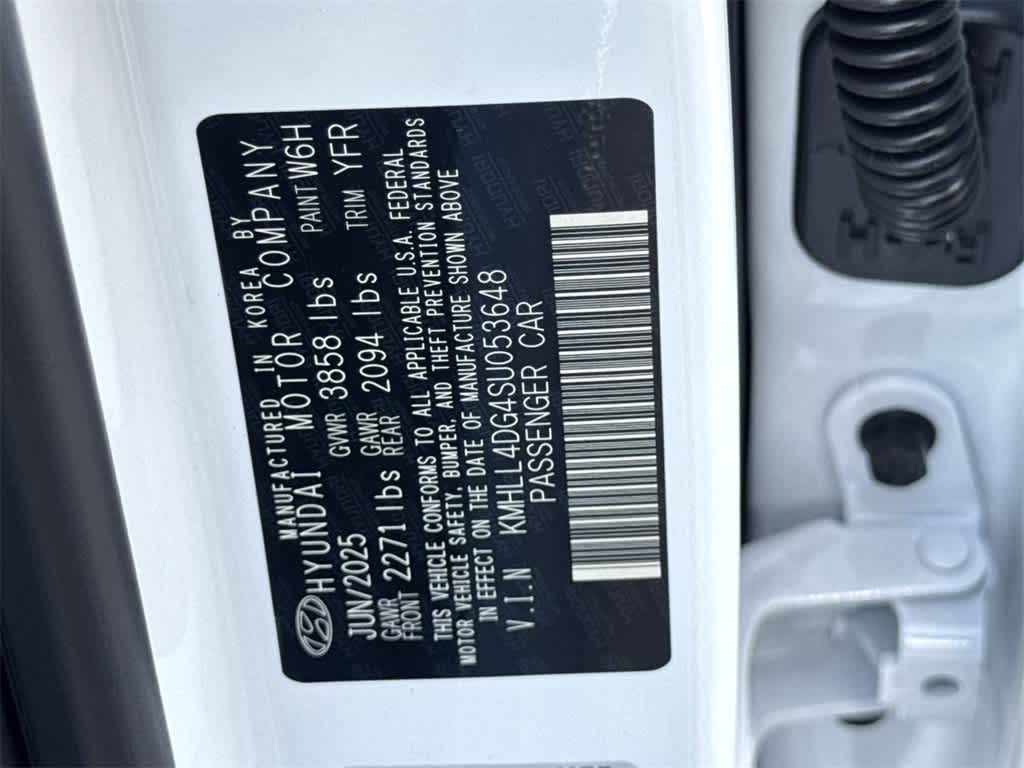 MANUFACTURED IN KOREA BY
HYUNDAI MOTOR COMPANY
JUN/2025 GVWR 3858 lbs PAINT W6H
GAWR FRONT 2271 lbs GAWR REAR 2094 lbs TRIM YFR
THIS VEHICLE CONFORMS TO ALL APPLICABLE U.S.A. FEDERAL
MOTOR VEHICLE SAFETY, BUMPER, AND THEFT PREVENTION STANDARDS
IN EFFECT ON THE DATE OF MANUFACTURE SHOWN ABOVE
V.I.N KMHLL4DG4SU053648
PASSENGER CAR